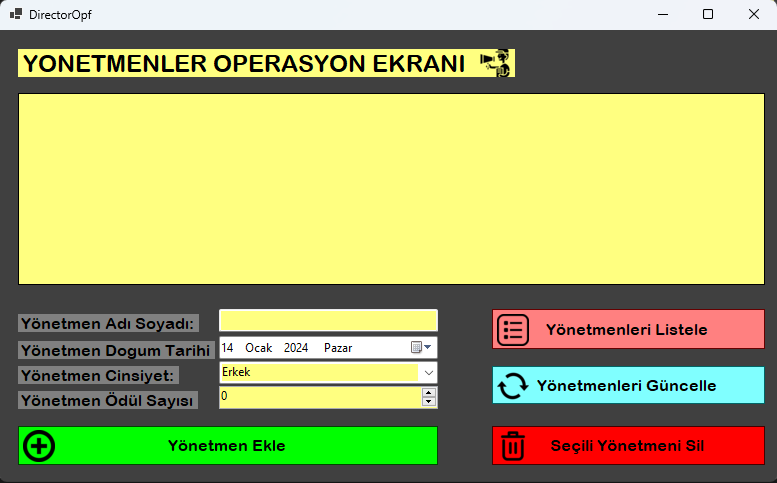 DirectorOpf
YONETMENLER OPERASYON EKRANI
Yönetmen Adı Soyadı:
Yönetmen Dogum Tarihi
14 Ocak 2024 Pazar
Yönetmen Cinsiyet:
Erkek
Yönetmen Ödül Sayısı
0
Yönetmenleri Listele
Yönetmenleri Güncelle
Yönetmen Ekle
Seçili Yönetmeni Sil